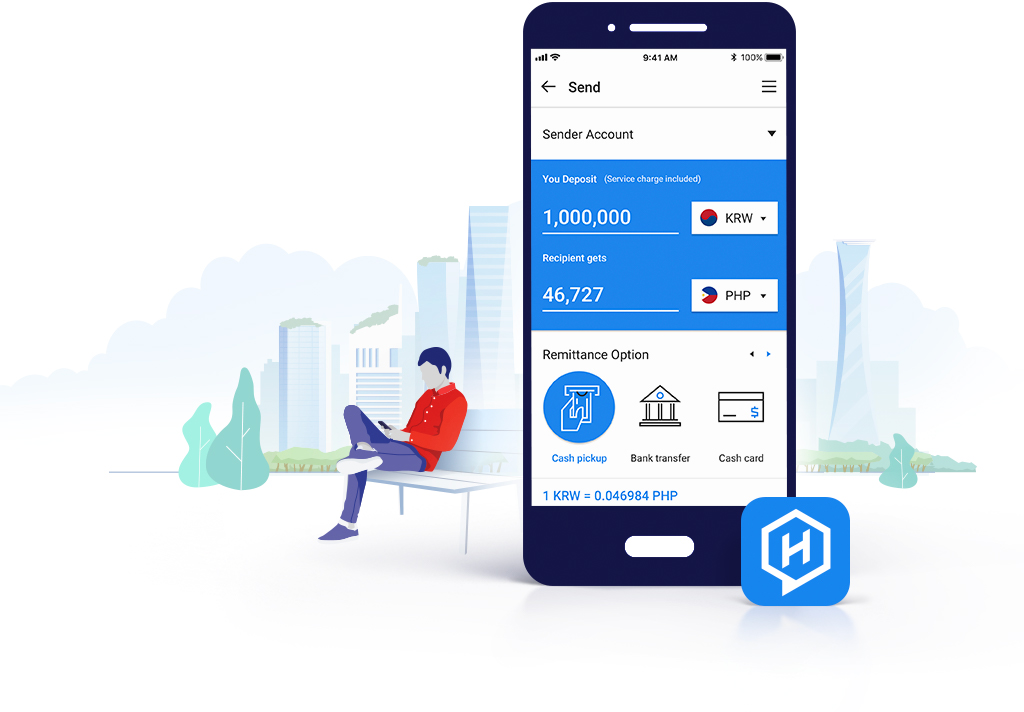 9:41 AM 100%
Send
Sender Account
You Deposit (Service charge included)
1,000,000 KRW
Recipient gets
46,727 PHP
Remittance Option
Cash pickup Bank transfer Cash card
1 KRW = 0.046984 PHP
H